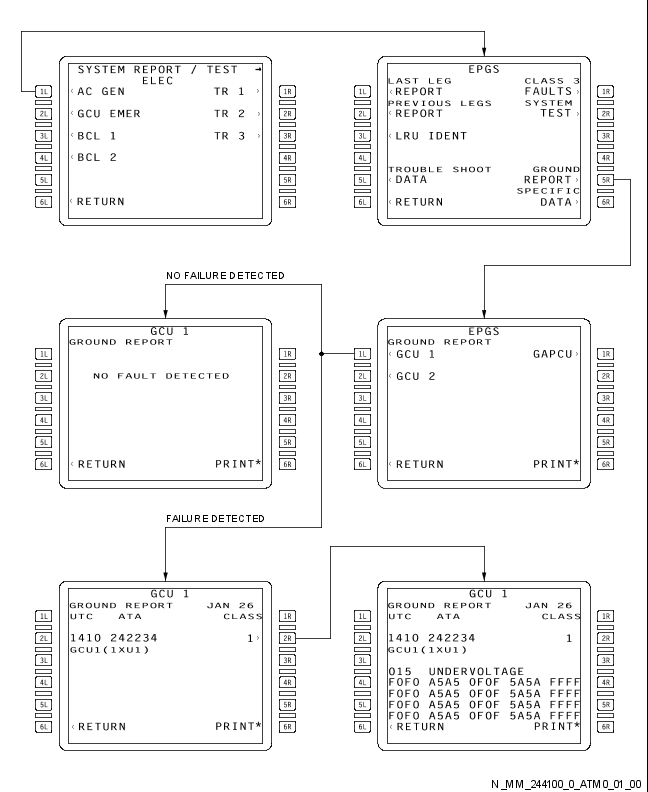 SYSTEM REPORT / TEST →
ELEC
1L ‹ AC GEN TR 1 › 1R
2L ‹ GCU EMER TR 2 › 2R
3L ‹ BCL 1 TR 3 › 3R
4L ‹ BCL 2 4R
5L 5R
6L ‹ RETURN 6R
EPGS
LAST LEG CLASS 3
1L ‹ REPORT FAULTS › 1R
PREVIOUS LEGS SYSTEM
2L ‹ REPORT TEST › 2R
3L ‹ LRU IDENT 3R
4L 4R
TROUBLE SHOOT GROUND
5L ‹ DATA REPORT › 5R
SPECIFIC
6L ‹ RETURN DATA › 6R
NO FAILURE DETECTED
GCU 1
GROUND REPORT
1L 1R
2L NO FAULT DETECTED 2R
3L 3R
4L 4R
5L 5R
6L ‹ RETURN PRINT* 6R
EPGS
GROUND REPORT
1L ‹ GCU 1 GAPCU › 1R
2L ‹ GCU 2 2R
3L 3R
4L 4R
5L 5R
6L ‹ RETURN PRINT* 6R
FAILURE DETECTED
GCU 1
GROUND REPORT JAN 26
1L UTC ATA CLASS 1R
2L 1410 242234 1 › 2R
GCU1(1XU1)
3L 3R
4L 4R
5L 5R
6L ‹ RETURN PRINT* 6R
GCU 1
GROUND REPORT JAN 26
1L UTC ATA CLASS 1R
2L 1410 242234 1 2R
GCU1(1XU1)
3L 3R
015 UNDERVOLTAGE
4L F0F0 A5A5 0F0F 5A5A FFFF 4R
F0F0 A5A5 0F0F 5A5A FFFF
5L F0F0 A5A5 0F0F 5A5A FFFF 5R
F0F0 A5A5 0F0F 5A5A FFFF
6L ‹ RETURN PRINT* 6R
N_MM_244100_0_ATM0_01_00